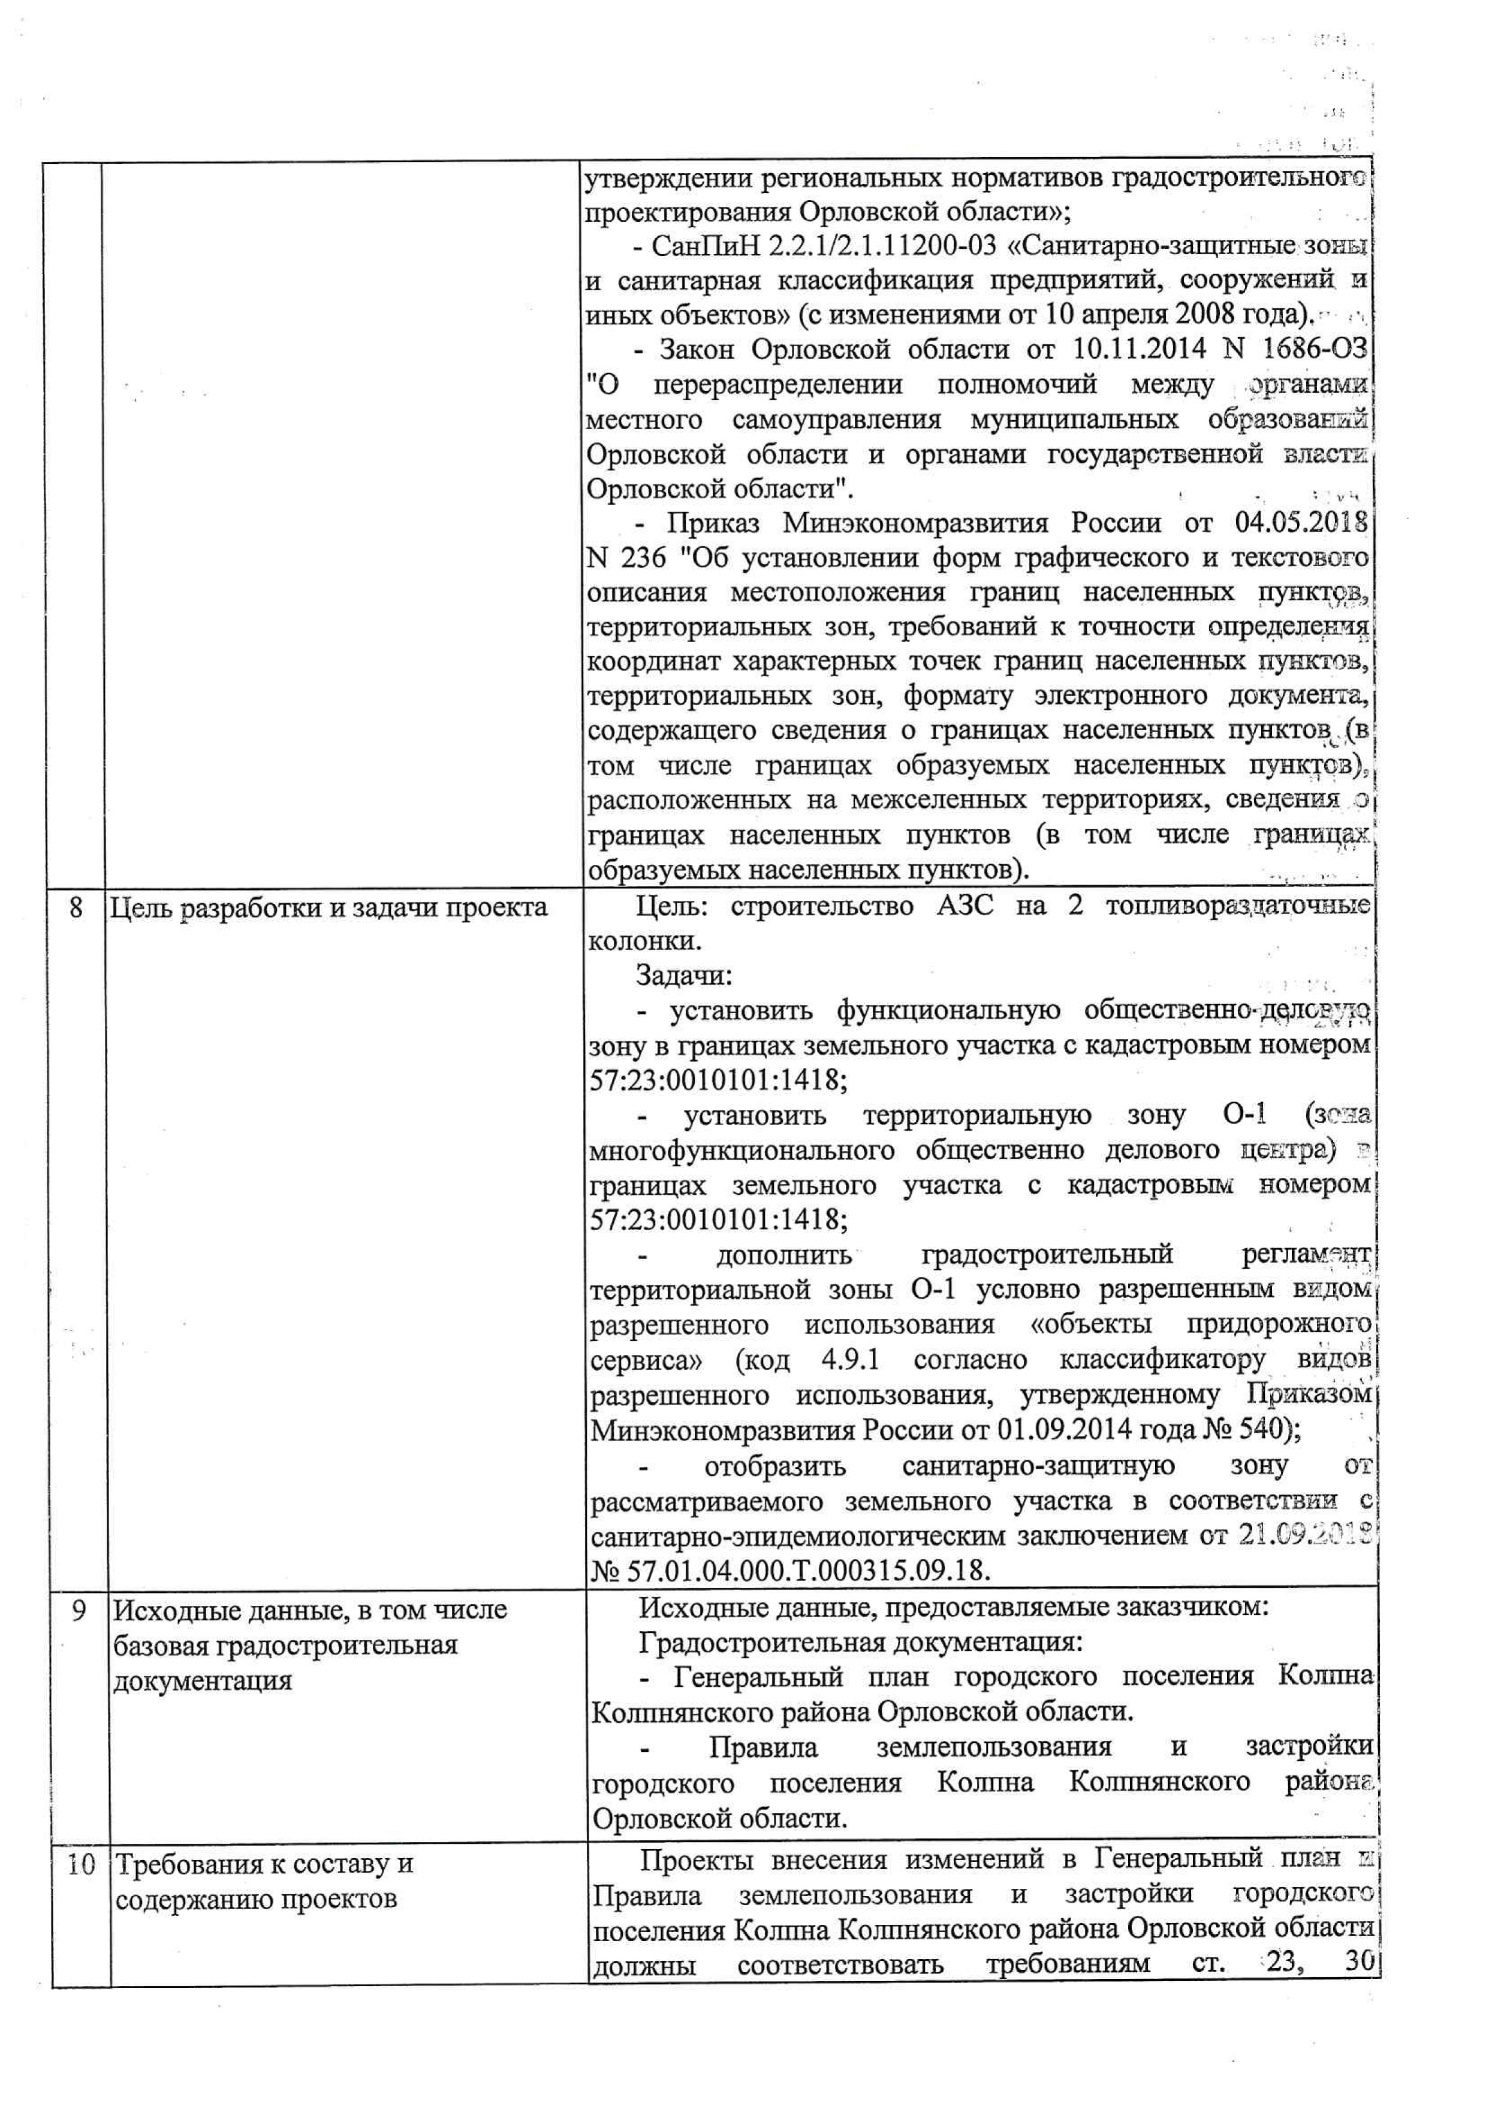 утверждении региональных нормативов градостроительного
проектирования Орловской области»;
- СанПиН 2.2.1/2.1.11200-03 «Санитарно-защитные зоны
и санитарная классификация предприятий, сооружений и
иных объектов» (с изменениями от 10 апреля 2008 года).
- Закон Орловской области от 10.11.2014 N 1686-ОЗ
"О перераспределении полномочий между органами
местного самоуправления муниципальных образований
Орловской области и органами государственной власти
Орловской области".
- Приказ Минэкономразвития России от 04.05.2018
N 236 "Об установлении форм графического и текстового
описания местоположения границ населенных пунктов,
территориальных зон, требований к точности определения
координат характерных точек границ населенных пунктов,
территориальных зон, формату электронного документа,
содержащего сведения о границах населенных пунктов (в
том числе границах образуемых населенных пунктов),
расположенных на межселенных территориях, сведения о
границах населенных пунктов (в том числе границах
образуемых населенных пунктов).
8 Цель разработки и задачи проекта
Цель: строительство АЗС на 2 топливораздаточные
колонки.
Задачи:
- установить функциональную общественно-деловую
зону в границах земельного участка с кадастровым номером
57:23:0010101:1418;
- установить территориальную зону О-1 (зона
многофункционального общественно делового центра) в
границах земельного участка с кадастровым номером
57:23:0010101:1418;
- дополнить градостроительный регламент
территориальной зоны О-1 условно разрешенным видом
разрешенного использования «объекты придорожного
сервиса» (код 4.9.1 согласно классификатору видов
разрешенного использования, утвержденному Приказом
Минэкономразвития России от 01.09.2014 года № 540);
- отобразить санитарно-защитную зону от
рассматриваемого земельного участка в соответствии с
санитарно-эпидемиологическим заключением от 21.09.2018
№ 57.01.04.000.Т.000315.09.18.
9 Исходные данные, в том числе
базовая градостроительная
документация
Исходные данные, предоставляемые заказчиком:
Градостроительная документация:
- Генеральный план городского поселения Колпна
Колпнянского района Орловской области.
- Правила землепользования и застройки
городского поселения Колпна Колпнянского района
Орловской области.
10 Требования к составу и
содержанию проектов
Проекты внесения изменений в Генеральный план и
Правила землепользования и застройки городского
поселения Колпна Колпнянского района Орловской области
должны соответствовать требованиям ст. 23, 30